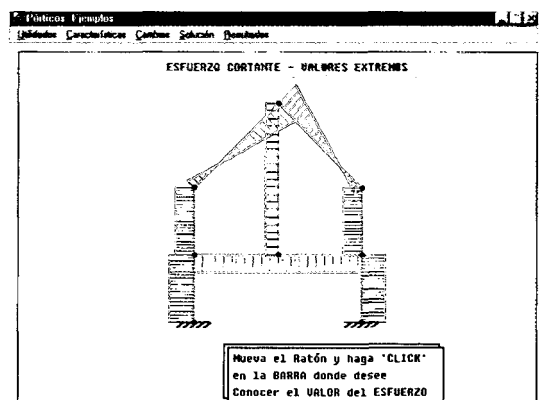 Pórticos Ejemplos
Utilidades Características Cambios Solución Resultados
ESFUERZO CORTANTE - VALORES EXTREMOS
Mueva el Ratón y haga "CLICK"
en la BARRA donde desee
Conocer el VALOR del ESFUERZO